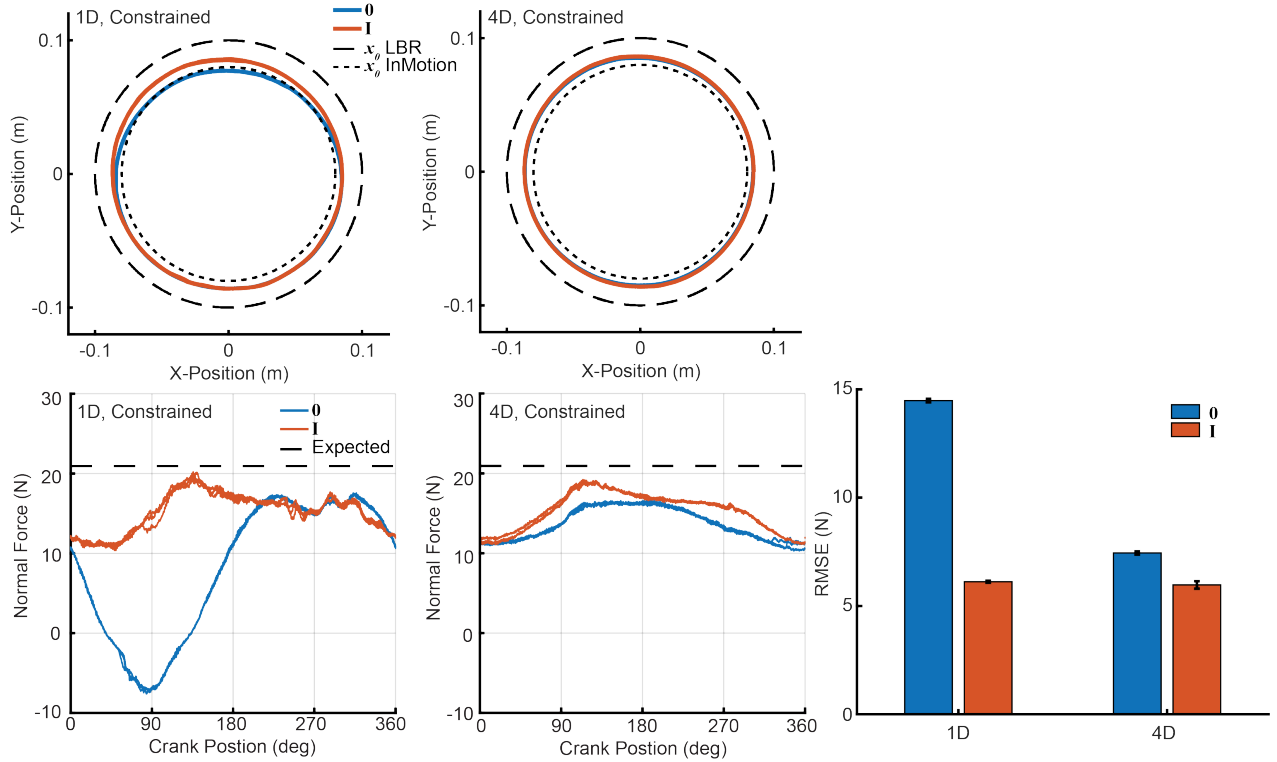 1D, Constrained
0
I
x0 LBR
x0 InMotion
Y-Position (m)
0.1
0
-0.1
-0.1
0
0.1
X-Position (m)
4D, Constrained
Y-Position (m)
0.1
0
-0.1
-0.1
0
0.1
X-Position (m)
1D, Constrained
0
I
Expected
Normal Force (N)
30
20
10
0
-10
0
90
180
270
360
Crank Postion (deg)
4D, Constrained
Normal Force (N)
30
20
10
0
-10
0
90
180
270
360
Crank Postion (deg)
0
I
RMSE (N)
15
10
5
0
1D
4D